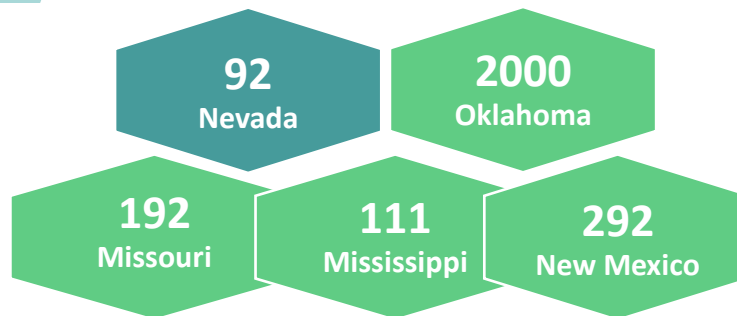 92
Nevada
2000
Oklahoma
192
Missouri
111
Mississippi
292
New Mexico